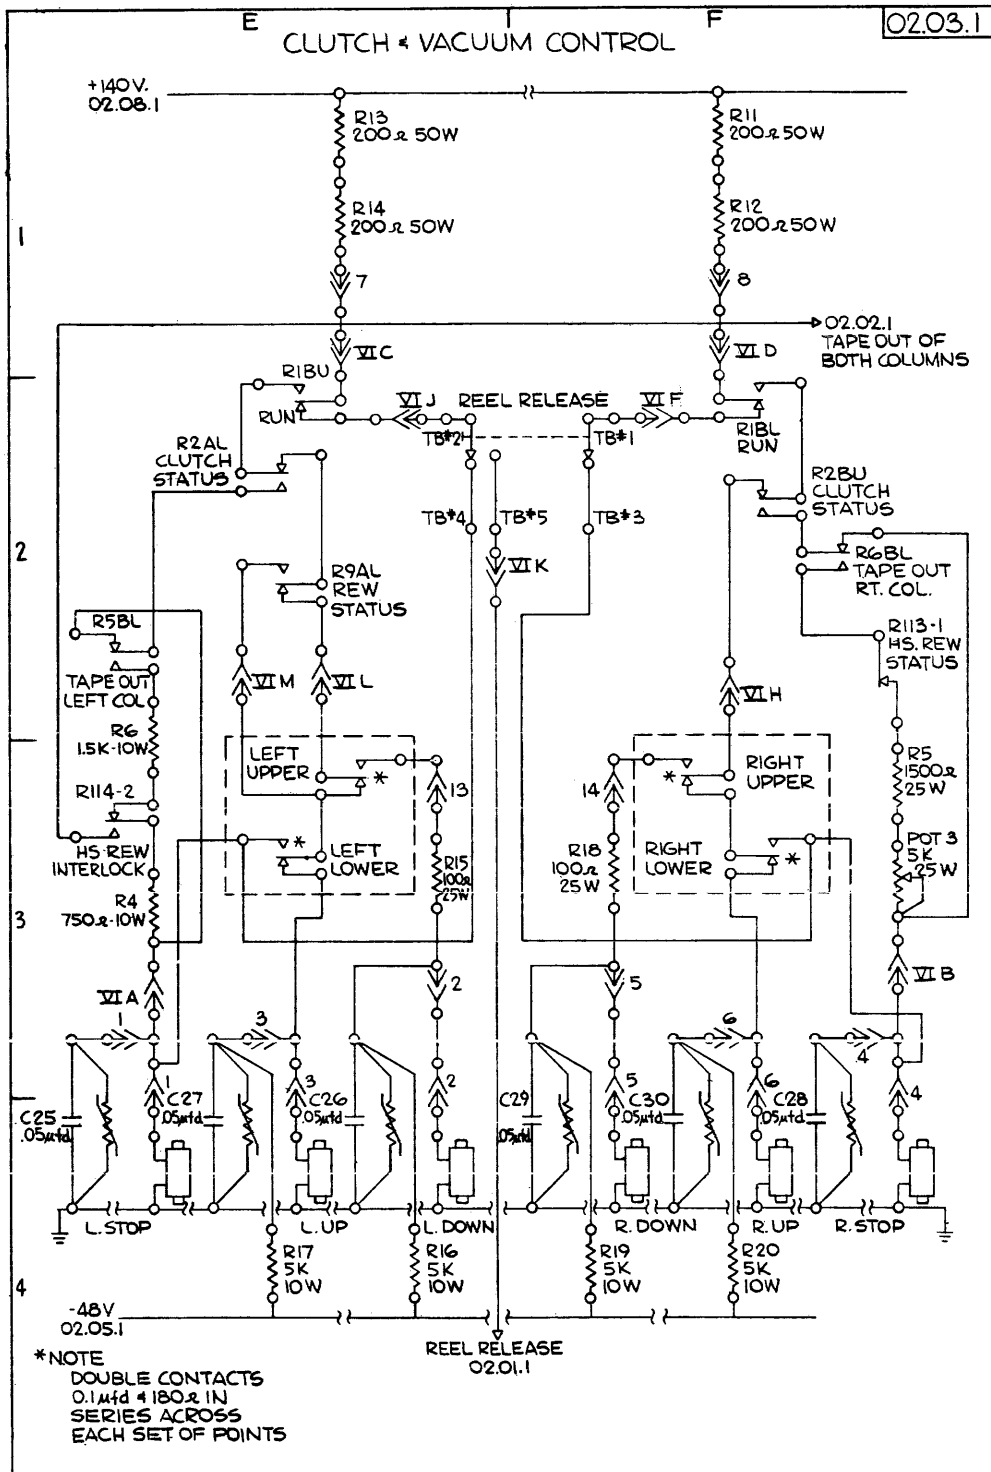 E
F
02.03.1
CLUTCH & VACUUM CONTROL
+140V.
02.08.1
R13
200Ω 50W
R11
200Ω 50W
R14
200Ω 50W
R12
200Ω 50W
1
7
8
02.02.1
TAPE OUT OF
BOTH COLUMNS
VI C
VI D
R1BU
RUN
VI J
REEL RELEASE
VI F
TB#2
TB#1
R1BL
RUN
R2AL
CLUTCH
STATUS
R2BU
CLUTCH
STATUS
TB#4
TB#5
TB#3
2
VI K
R9AL
REW
STATUS
R6BL
TAPE OUT
RT. COL.
R5BL
TAPE OUT
LEFT COL
R113-1
HS. REW
STATUS
VI M
VI L
VI H
R6
1.5K-10W
LEFT
UPPER
*
RIGHT
UPPER
*
R5
1500Ω
25W
R114-2
13
14
HS REW
INTERLOCK
*
LEFT
LOWER
R15
100Ω
25W
R18
100Ω
25W
RIGHT
LOWER
*
POT 3
5K
25W
3
R4
750Ω-10W
VI A
2
5
VI B
1
3
6
4
1
3
2
5
6
4
C25
.05µfd
C27
.05µfd
C26
.05µfd
C29
.05µfd
C30
.05µfd
C28
.05µfd
L. STOP
L. UP
L. DOWN
R. DOWN
R. UP
R. STOP
4
R17
5K
10W
R16
5K
10W
R19
5K
10W
R20
5K
10W
-48V
02.05.1
REEL RELEASE
02.01.1
*NOTE
DOUBLE CONTACTS
0.1µfd & 180Ω IN
SERIES ACROSS
EACH SET OF POINTS